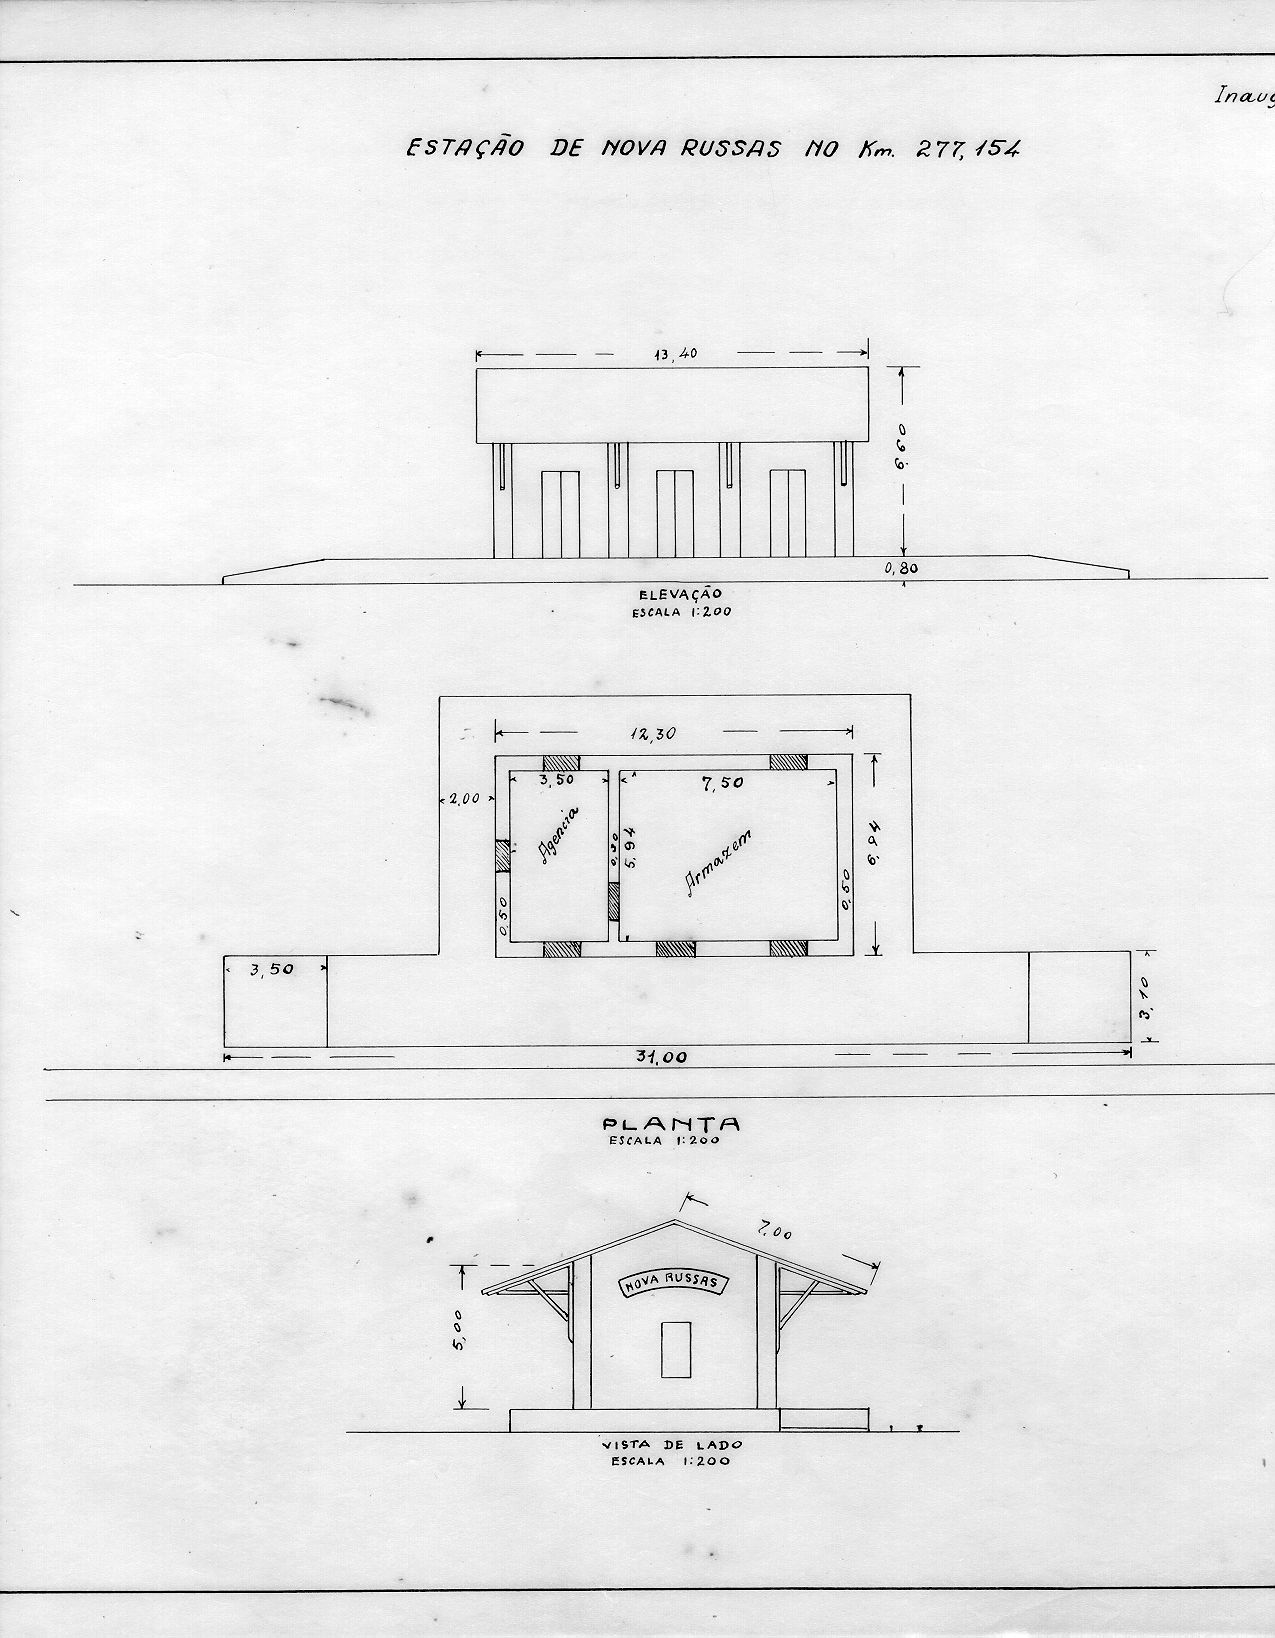 Inaug
ESTAÇÃO DE NOVA RUSSAS NO Km. 277,154
13,40
6,60
0,80
ELEVAÇÃO
ESCALA 1:200
12,30
3,50
7,50
2,00
Agencia
0,30
5,94
Armazem
6,94
0,50
0,50
3,50
3,10
31,00
PLANTA
ESCALA 1:200
7,00
NOVA RUSSAS
5,00
VISTA DE LADO
ESCALA 1:200